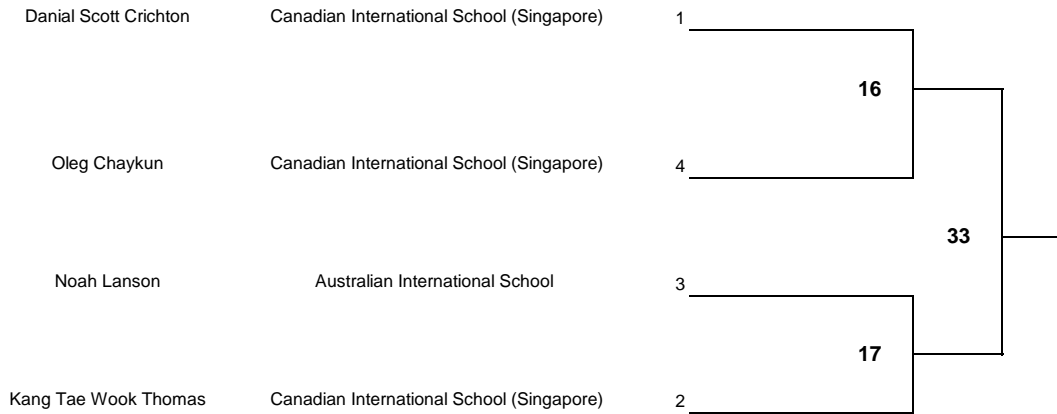 Danial Scott Crichton Canadian International School (Singapore) 1
16
Oleg Chaykun Canadian International School (Singapore) 4
33
Noah Lanson Australian International School 3
17
Kang Tae Wook Thomas Canadian International School (Singapore) 2